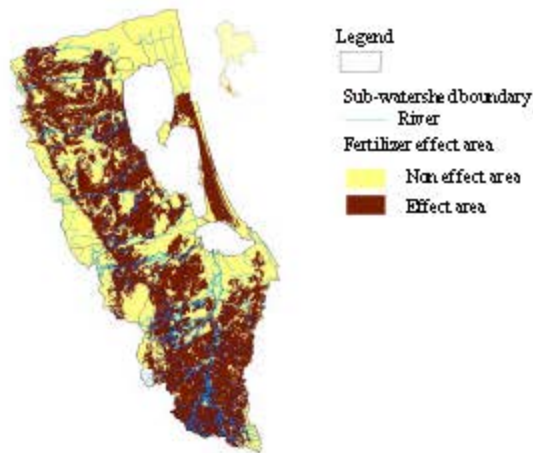 Legend
Sub-watershed boundary
River
Fertilizer effect area
Non effect area
Effect area